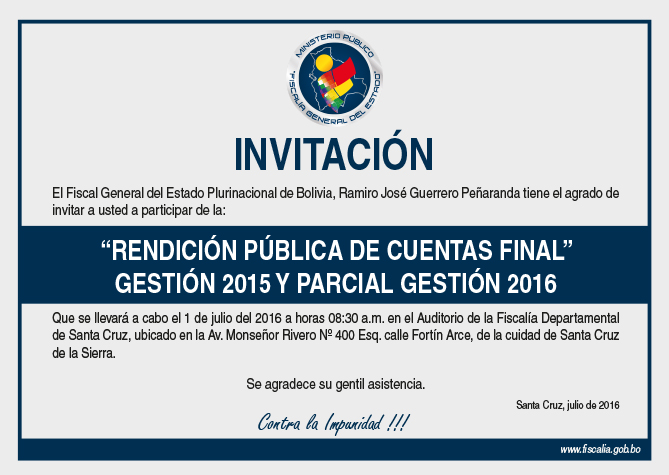 MINISTERIO PÚBLICO
"FISCALÍA GENERAL DEL ESTADO"
INVITACIÓN
El Fiscal General del Estado Plurinacional de Bolivia, Ramiro José Guerrero Peñaranda tiene el agrado de
invitar a usted a participar de la:
“RENDICIÓN PÚBLICA DE CUENTAS FINAL”
GESTIÓN 2015 Y PARCIAL GESTIÓN 2016
Que se llevará a cabo el 1 de julio del 2016 a horas 08:30 a.m. en el Auditorio de la Fiscalía Departamental
de Santa Cruz, ubicado en la Av. Monseñor Rivero Nº 400 Esq. calle Fortín Arce, de la cuidad de Santa Cruz
de la Sierra.
Se agradece su gentil asistencia.
Santa Cruz, julio de 2016
Contra la Impunidad !!!
www.fiscalia.gob.bo